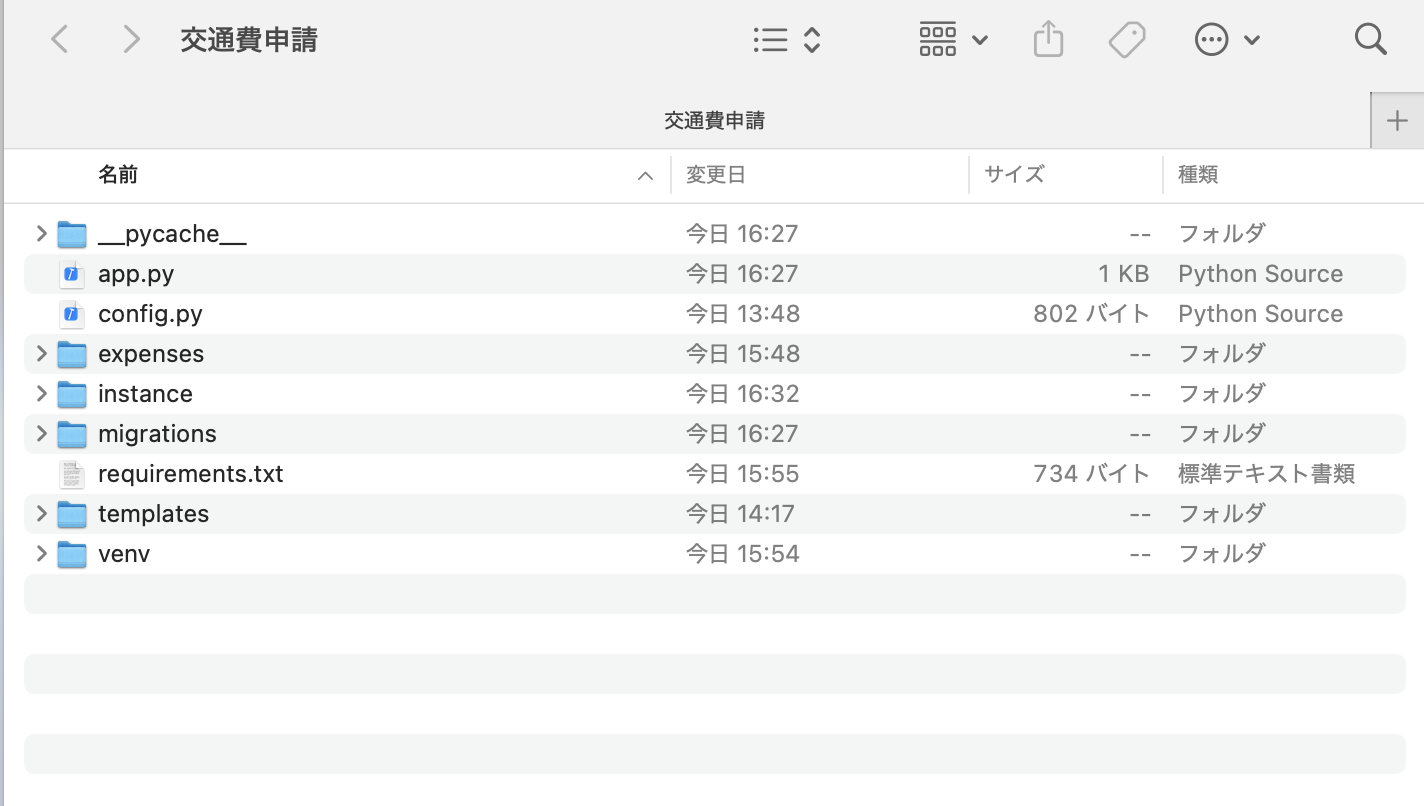 交通費申請
交通費申請
名前 変更日 サイズ 種類
__pycache__ 今日 16:27 -- フォルダ
app.py 今日 16:27 1 KB Python Source
config.py 今日 13:48 802 バイト Python Source
expenses 今日 15:48 -- フォルダ
instance 今日 16:32 -- フォルダ
migrations 今日 16:27 -- フォルダ
requirements.txt 今日 15:55 734 バイト 標準テキスト書類
templates 今日 14:17 -- フォルダ
venv 今日 15:54 -- フォルダ